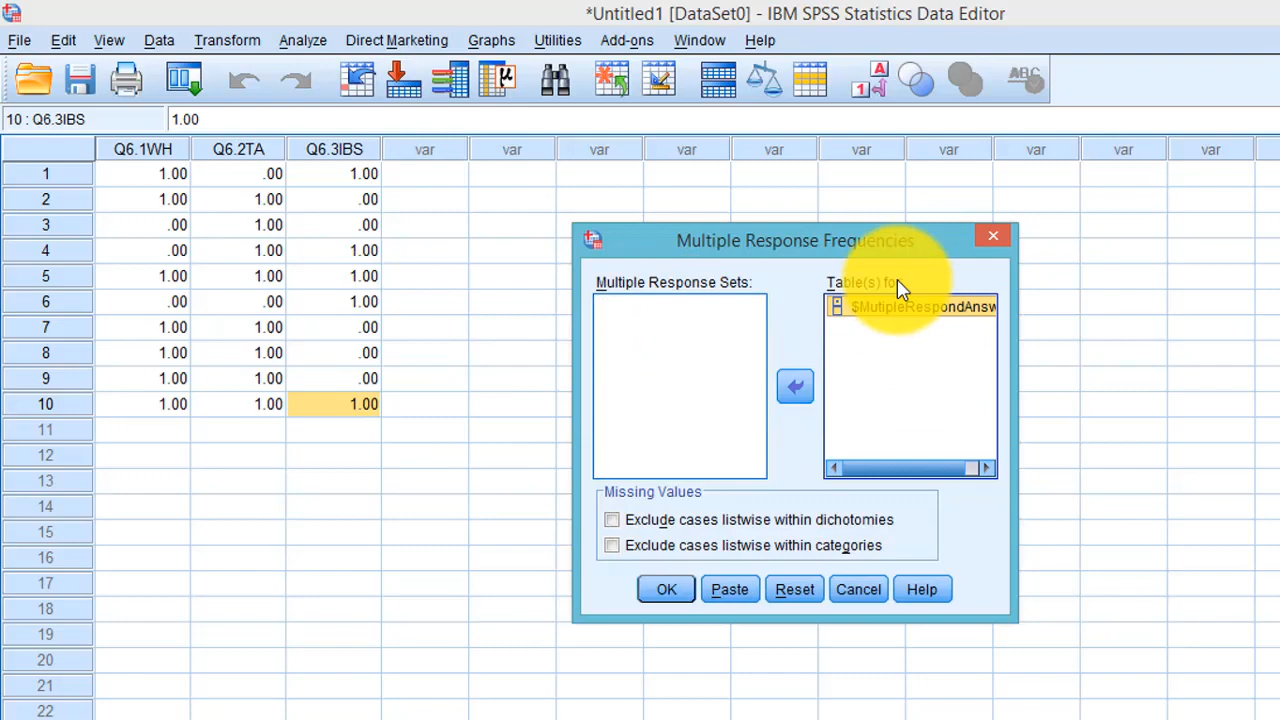 *Untitled1 [DataSet0] - IBM SPSS Statistics Data Editor
File Edit View Data Transform Analyze Direct Marketing Graphs Utilities Add-ons Window Help
10 : Q6.3IBS 1.00
Q6.1WH Q6.2TA Q6.3IBS var var var var var var var var var var
1 1.00 .00 1.00
2 1.00 1.00 .00
3 .00 1.00 .00
4 .00 1.00 1.00
5 1.00 1.00 1.00
6 .00 .00 1.00
7 1.00 1.00 .00
8 1.00 1.00 .00
9 1.00 1.00 .00
10 1.00 1.00 1.00
11
12
13
14
15
16
17
18
19
20
21
22
Multiple Response Frequencies
Multiple Response Sets: Table(s) for
$MutipleRespondAnsw
Missing Values
Exclude cases listwise within dichotomies
Exclude cases listwise within categories
OK Paste Reset Cancel Help
A
1
μ
ABC